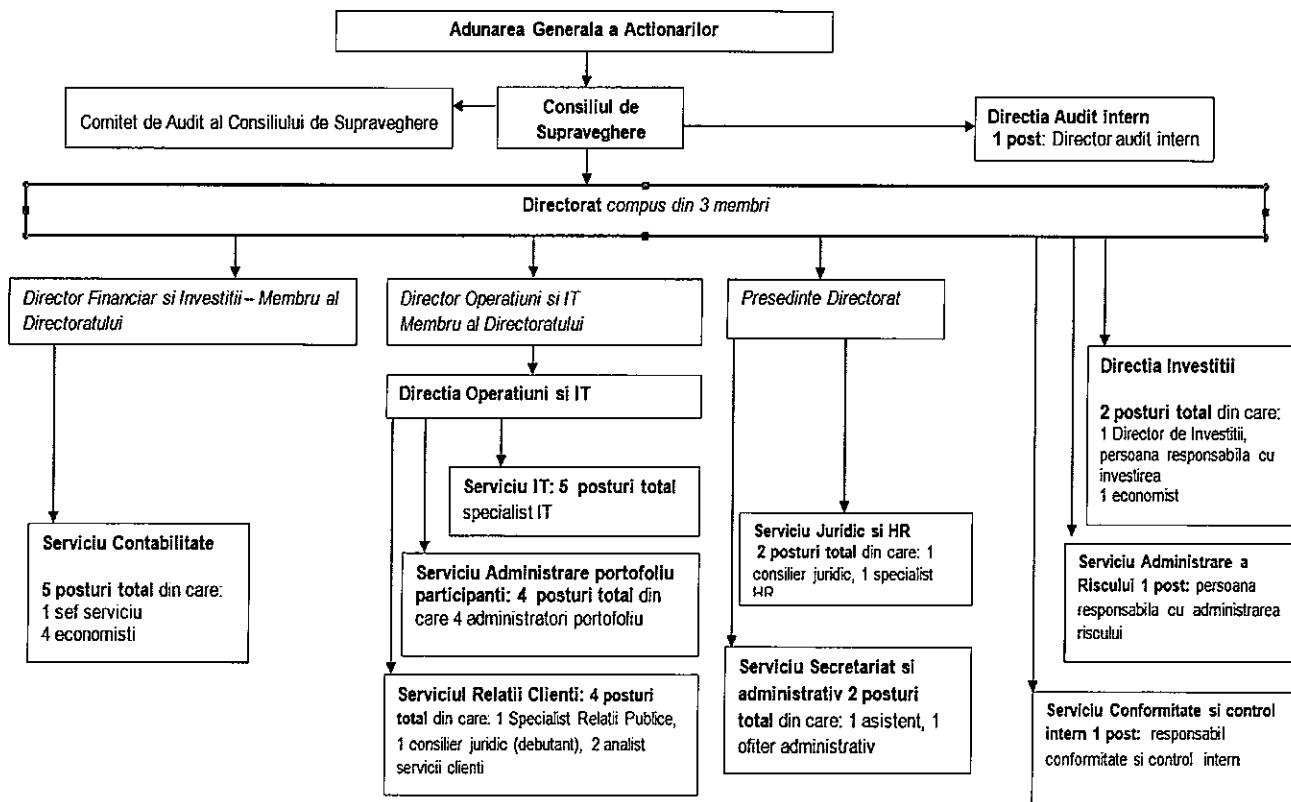 Adunarea Generala a Actionarilor
Comitet de Audit al Consiliului de Supraveghere
Consiliul de
Supraveghere
Directia Audit intern
1 post: Director audit intern
Directorat compus din 3 membri
Director Financiar si Investitii – Membru al
Directoratului
Director Operatiuni si IT
Membru al Directoratului
Presedinte Directorat
Directia Operatiuni si IT
Directia Investitii
2 posturi total din care:
1 Director de Investitii,
persoana responsabila cu
investirea
1 economist
Serviciu IT: 5 posturi total
specialist IT
Serviciu Contabilitate
5 posturi total din care:
1 sef serviciu
4 economisti
Serviciu Administrare portofoliu
participanti: 4 posturi total din
care 4 administratori portofoliu
Serviciu Juridic si HR
2 posturi total din care: 1
consilier juridic, 1 specialist
HR
Serviciu Administrare a
Riscului 1 post: persoana
responsabila cu administrarea
riscului
Serviciul Relatii Clienti: 4 posturi
total din care: 1 Specialist Relatii Publice,
1 consilier juridic (debutant), 2 analist
servicii clienti
Serviciu Secretariat si
administrativ 2 posturi
total din care: 1 asistent, 1
ofiter administrativ
Serviciu Conformitate si control
intern 1 post: responsabil
conformitate si control intern